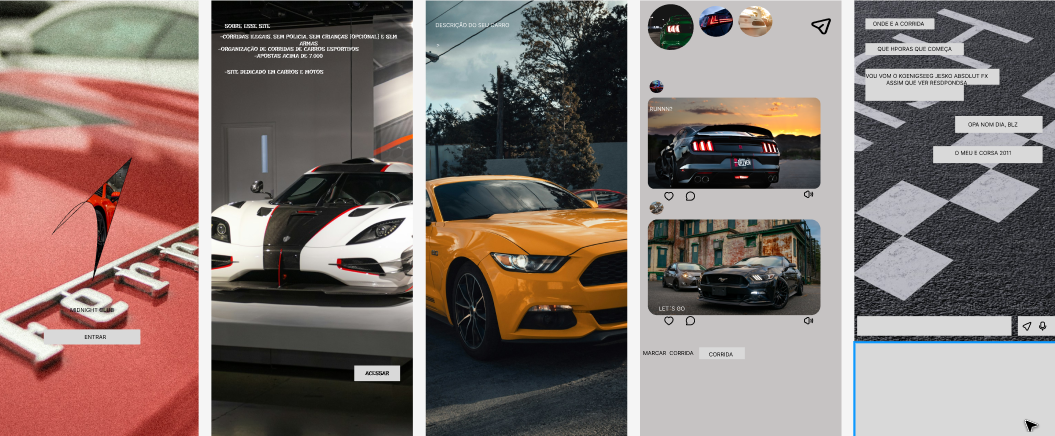 MIDNIGHT CLUB
ENTRAR
SOBRE ESSE SITE
-CORRIDAS ILEGAIS, SEM POLICIA, SEM CRIANÇAS (OPCIONAL) E SEM
ARMAS
-ORGANIZAÇÃO DE CORRIDAS DE CARROS ESPORTIVOS
-APOSTAS ACIMA DE 7.000
-SITE DEDICADO EM CARROS E MOTOS
ACESSAR
DESCRIÇÃO DO SEU CARRO
RUNNN?
LET´S GO
MARCAR CORRIDA
CORRIDA
ONDE E A CORRIDA
QUE HPORAS QUE COMEÇA
VOU VOM O KOENIGSEEG JESKO ABSOLUT FX
ASSIM QUE VER RESDPONDSA
OPA NOM DIA, BLZ
O MEU E CORSA 2011